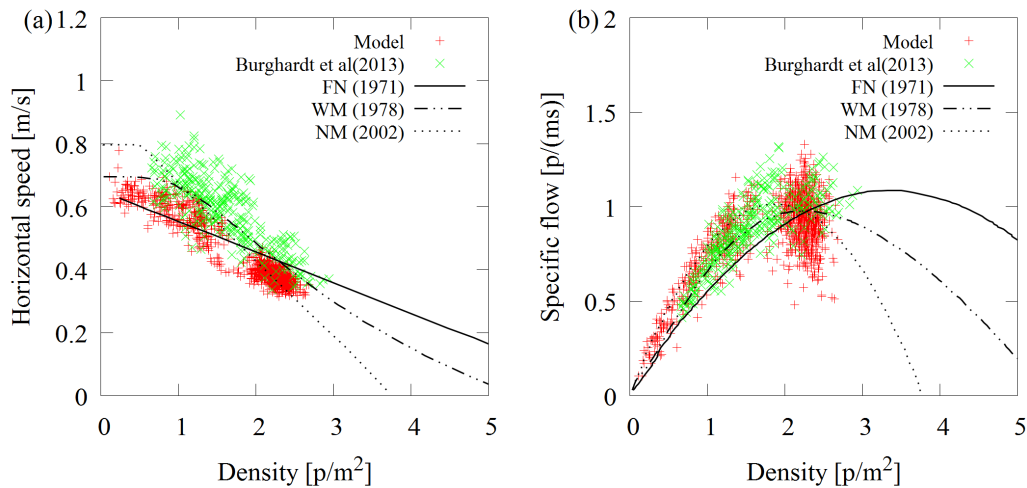 (a)
1.2
1
0.8
0.6
0.4
0.2
0
Horizontal speed [m/s]
Model
Burghardt et al(2013)
FN (1971)
WM (1978)
NM (2002)
0 1 2 3 4 5
Density [p/m²]
(b)
2
1.5
1
0.5
0
Specific flow [p/(ms)]
Model
Burghardt et al(2013)
FN (1971)
WM (1978)
NM (2002)
0 1 2 3 4 5
Density [p/m²]